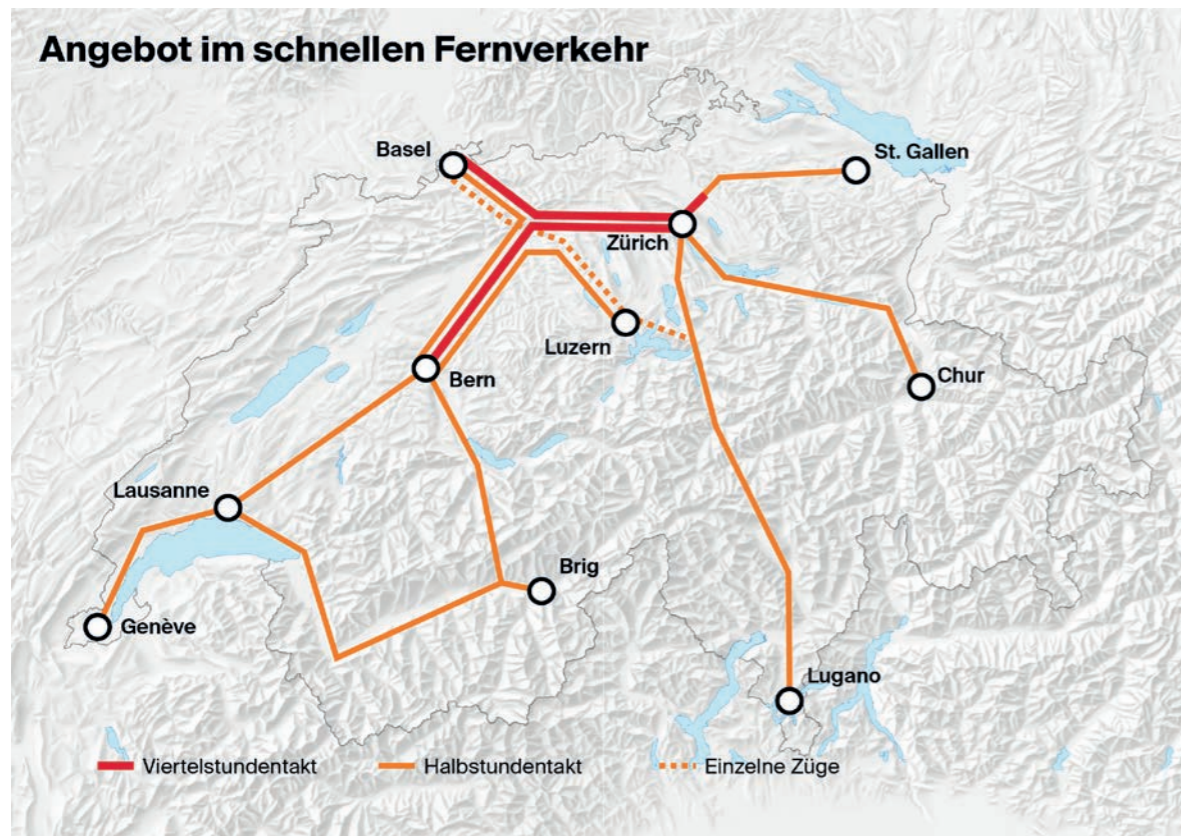 Angebot im schnellen Fernverkehr
Basel
St. Gallen
Zürich
Luzern
Bern
Chur
Lausanne
Brig
Genève
Lugano
Viertelstundentakt
Halbstundentakt
Einzelne Züge